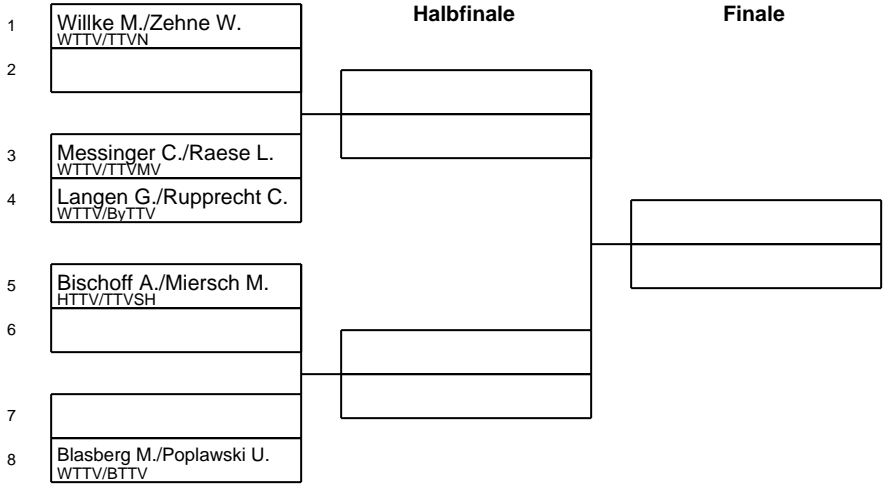 Halbfinale
Finale
1
Willke M./Zehne W.
WTTV/TTVN
2
3
Messinger C./Raese L.
WTTV/TTVMV
4
Langen G./Rupprecht C.
WTTV/ByTTV
5
Bischoff A./Miersch M.
HTTV/TTVSH
6
7
8
Blasberg M./Poplawski U.
WTTV/BTTV